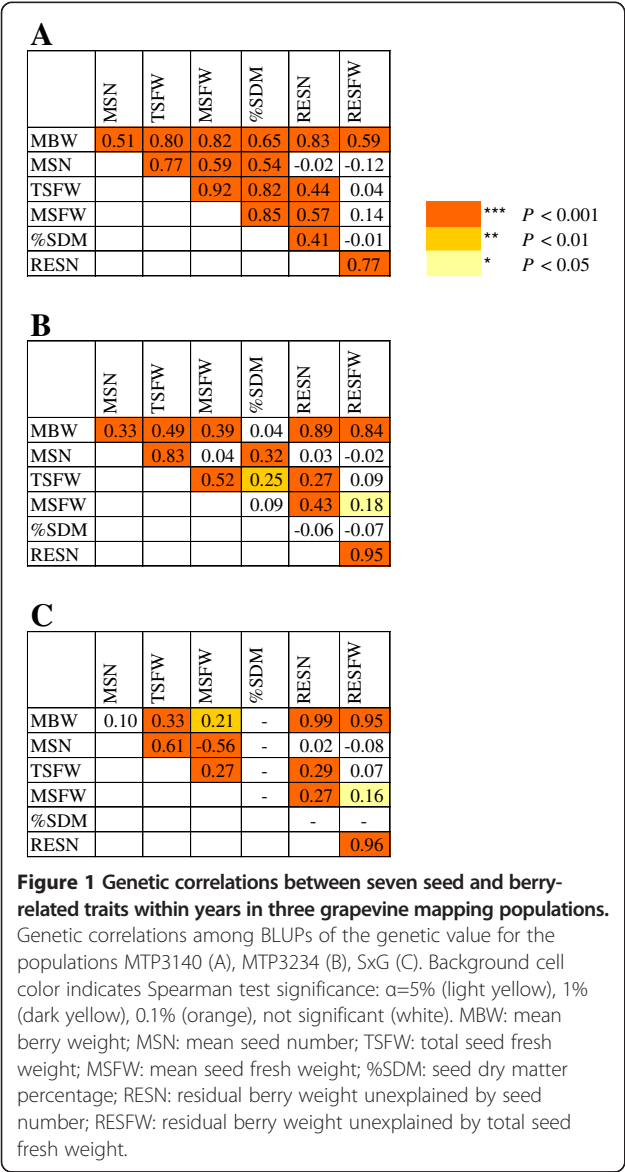 A
MSN TSFW MSFW %SDM RESN RESFW
MBW 0.51 0.80 0.82 0.65 0.83 0.59
MSN 0.77 0.59 0.54 -0.02 -0.12
TSFW 0.92 0.82 0.44 0.04
MSFW 0.85 0.57 0.14
%SDM 0.41 -0.01
RESN 0.77
*** P < 0.001
** P < 0.01
* P < 0.05
B
MSN TSFW MSFW %SDM RESN RESFW
MBW 0.33 0.49 0.39 0.04 0.89 0.84
MSN 0.83 0.04 0.32 0.03 -0.02
TSFW 0.52 0.25 0.27 0.09
MSFW 0.09 0.43 0.18
%SDM -0.06 -0.07
RESN 0.95
C
MSN TSFW MSFW %SDM RESN RESFW
MBW 0.10 0.33 0.21 - 0.99 0.95
MSN 0.61 -0.56 - 0.02 -0.08
TSFW 0.27 - 0.29 0.07
MSFW - 0.27 0.16
%SDM - -
RESN 0.96
Figure 1 Genetic correlations between seven seed and berry-
related traits within years in three grapevine mapping populations.
Genetic correlations among BLUPs of the genetic value for the
populations MTP3140 (A), MTP3234 (B), SxG (C). Background cell
color indicates Spearman test significance: α=5% (light yellow), 1%
(dark yellow), 0.1% (orange), not significant (white). MBW: mean
berry weight; MSN: mean seed number; TSFW: total seed fresh
weight; MSFW: mean seed fresh weight; %SDM: seed dry matter
percentage; RESN: residual berry weight unexplained by seed
number; RESFW: residual berry weight unexplained by total seed
fresh weight.